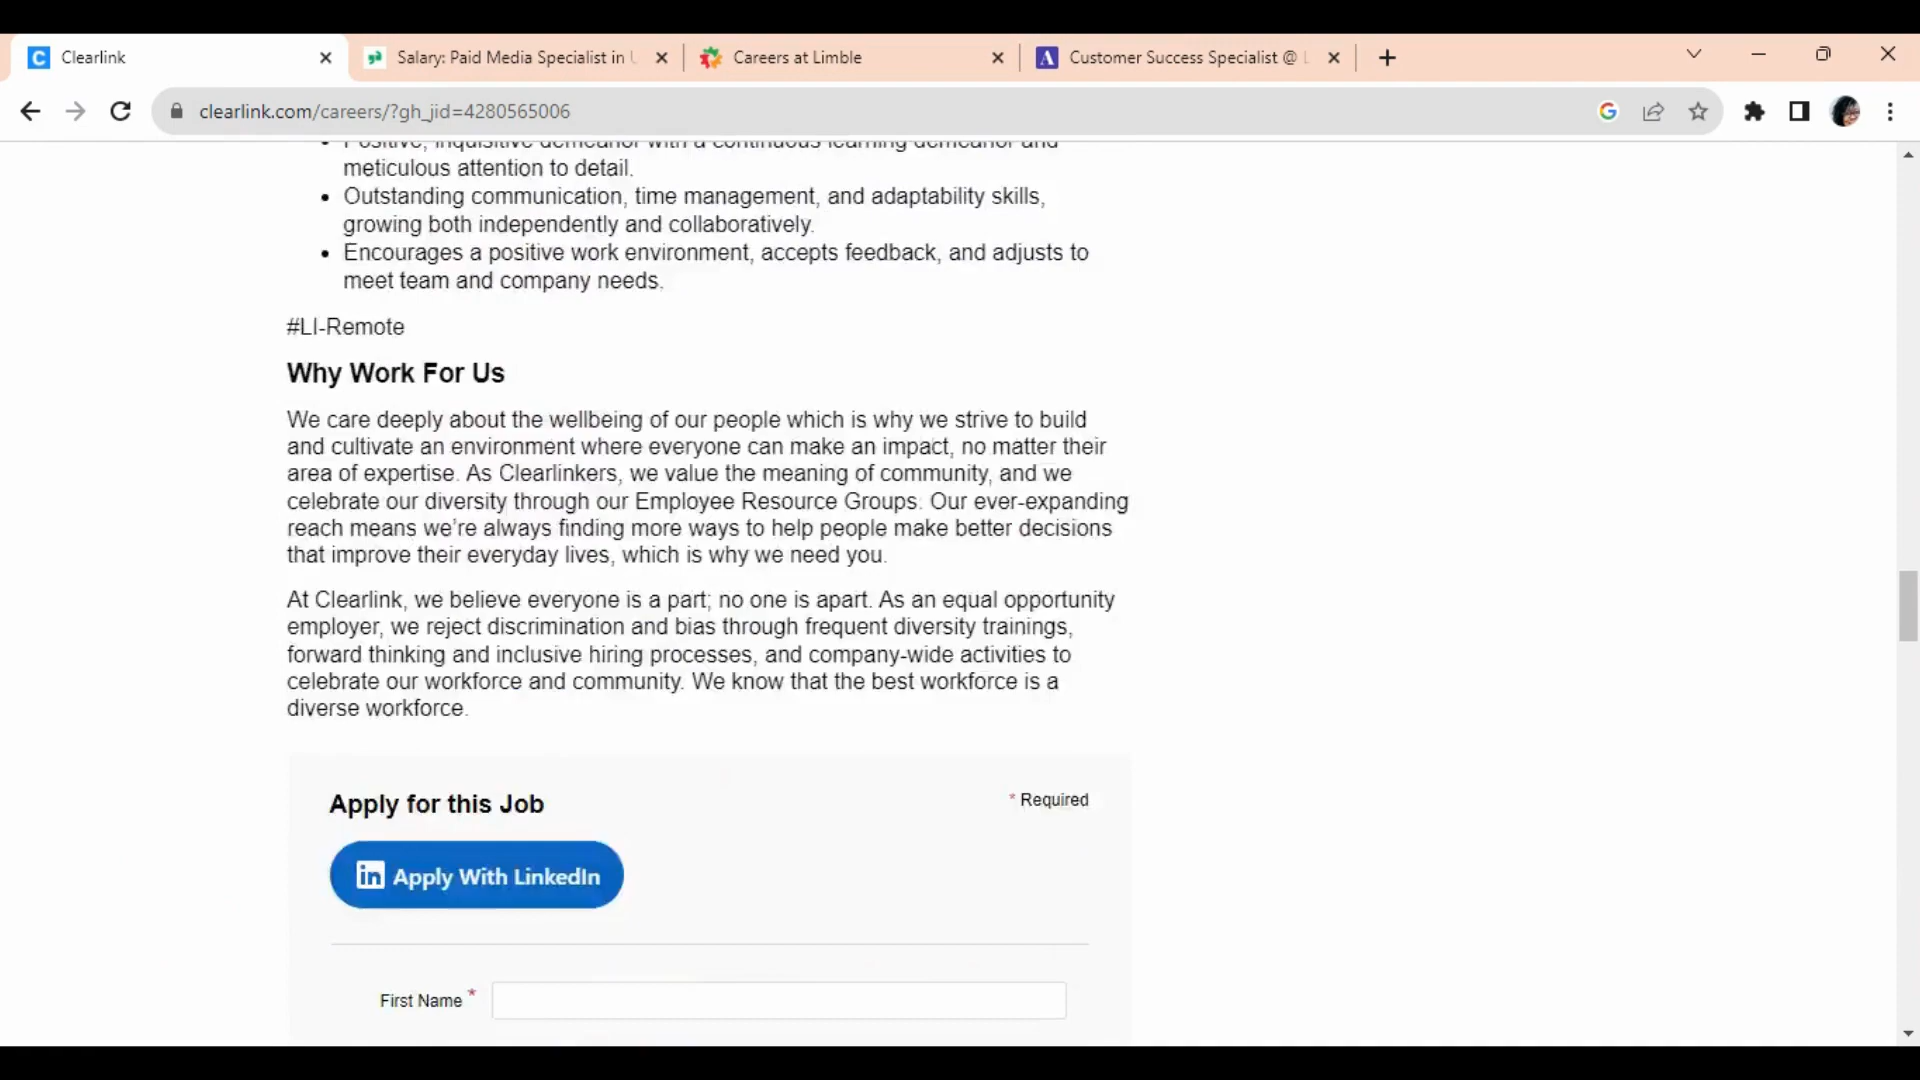 Clearlink
Salary: Paid Media Specialist in
Careers at Limble
Customer Success Specialist @
clearlink.com/careers/?gh_jid=4280565006
Positive, inquisitive demeanor with a continuous learning demeanor and
meticulous attention to detail.
Outstanding communication, time management, and adaptability skills,
growing both independently and collaboratively.
Encourages a positive work environment, accepts feedback, and adjusts to
meet team and company needs.
#LI-Remote
Why Work For Us
We care deeply about the wellbeing of our people which is why we strive to build
and cultivate an environment where everyone can make an impact, no matter their
area of expertise. As Clearlinkers, we value the meaning of community, and we
celebrate our diversity through our Employee Resource Groups. Our ever-expanding
reach means we're always finding more ways to help people make better decisions
that improve their everyday lives, which is why we need you.
At Clearlink, we believe everyone is a part; no one is apart. As an equal opportunity
employer, we reject discrimination and bias through frequent diversity trainings,
forward thinking and inclusive hiring processes, and company-wide activities to
celebrate our workforce and community. We know that the best workforce is a
diverse workforce.
Apply for this Job
* Required
in Apply With LinkedIn
First Name *